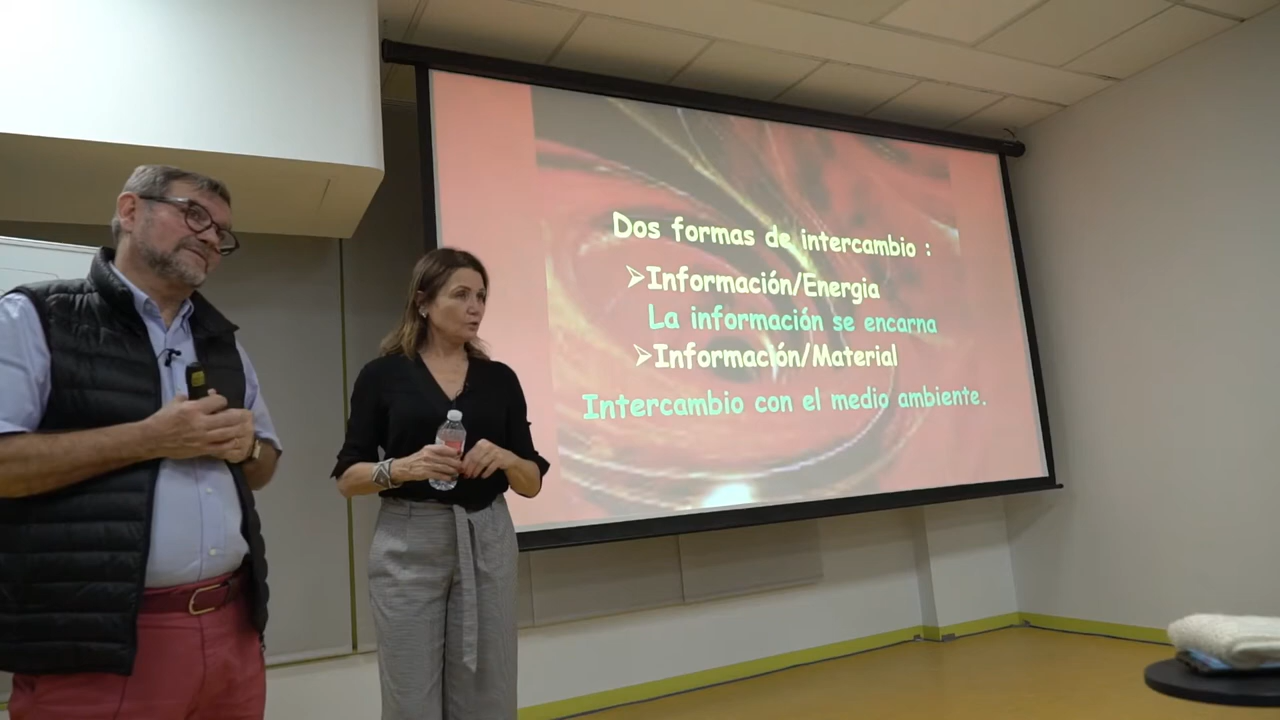 Dos formas de intercambio :
➢Información/Energia
La información se encarna
➢Información/Material
Intercambio con el medio ambiente.